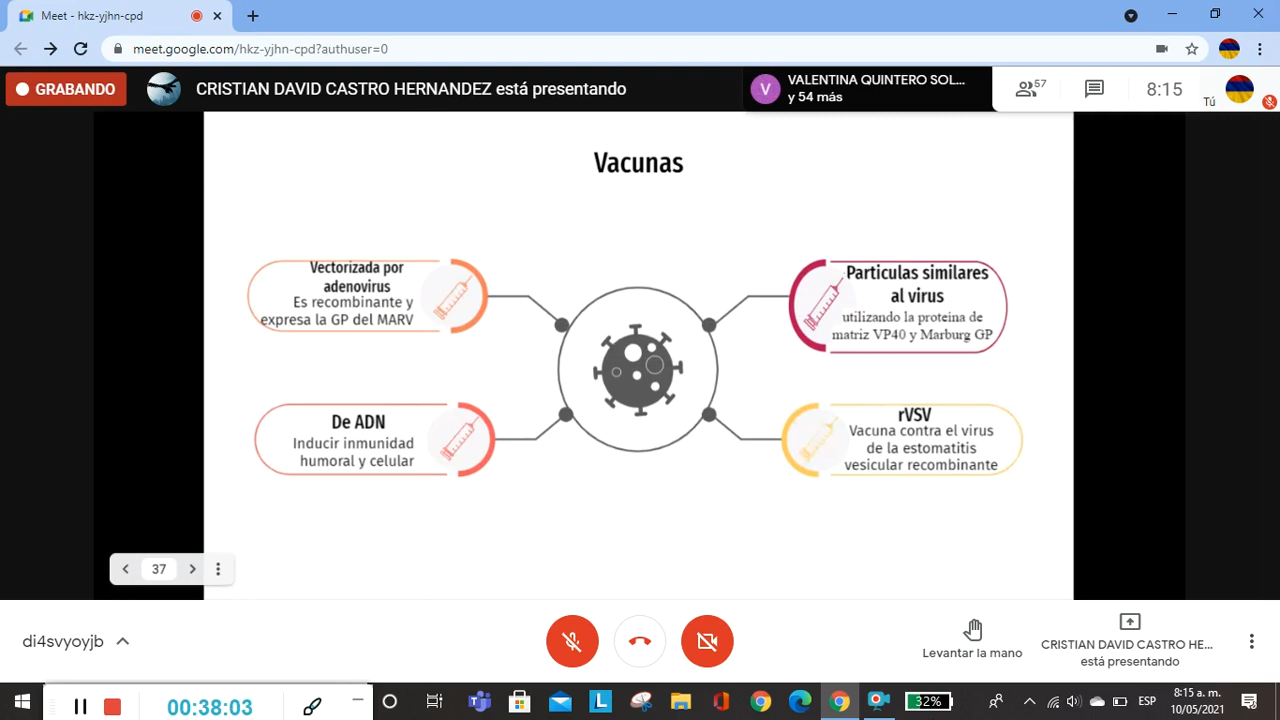 Meet - hkz-yjhn-cpd
meet.google.com/hkz-yjhn-cpd?authuser=0
GRABANDO
CRISTIAN DAVID CASTRO HERNANDEZ está presentando
V
VALENTINA QUINTERO SOL...
y 54 más
57
8:15
Tú
Vacunas
Vectorizada por
adenovirus
Es recombinante y
expresa la GP del MARV
Particulas similares
al virus
utilizando la proteina de
matriz VP40 y Marburg GP
De ADN
Inducir inmunidad
humoral y celular
rVSV
Vacuna contra el virus
de la estomatitis
vesicular recombinante
37
di4svyoyjb
Levantar la mano
CRISTIAN DAVID CASTRO HE...
está presentando
00:38:03
L
32%
ESP
8:15 a. m.
10/05/2021